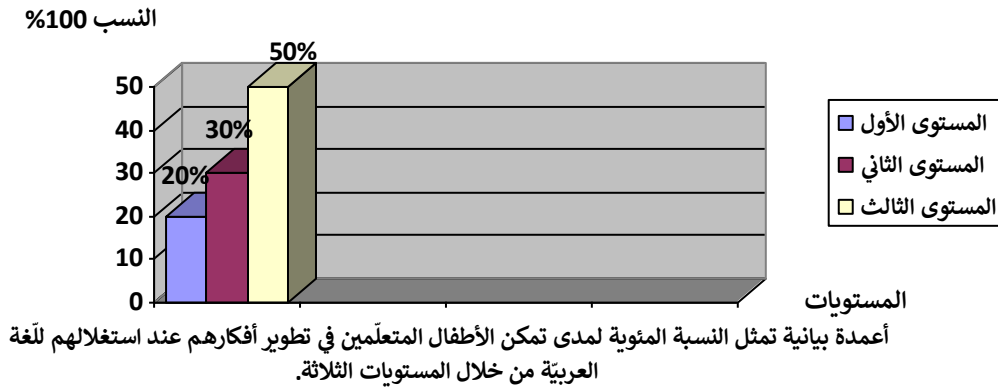 النسب 100%
50%
50
40
30%
30
20%
20
10
0
المستوى الأول
المستوى الثاني
المستوى الثالث
المستويات
أعمدة بيانية تمثل النسبة المئوية لمدى تمكن الأطفال المتعلّمين في تطوير أفكارهم عند استغلالهم للّغة
العربيّة من خلال المستويات الثلاثة.